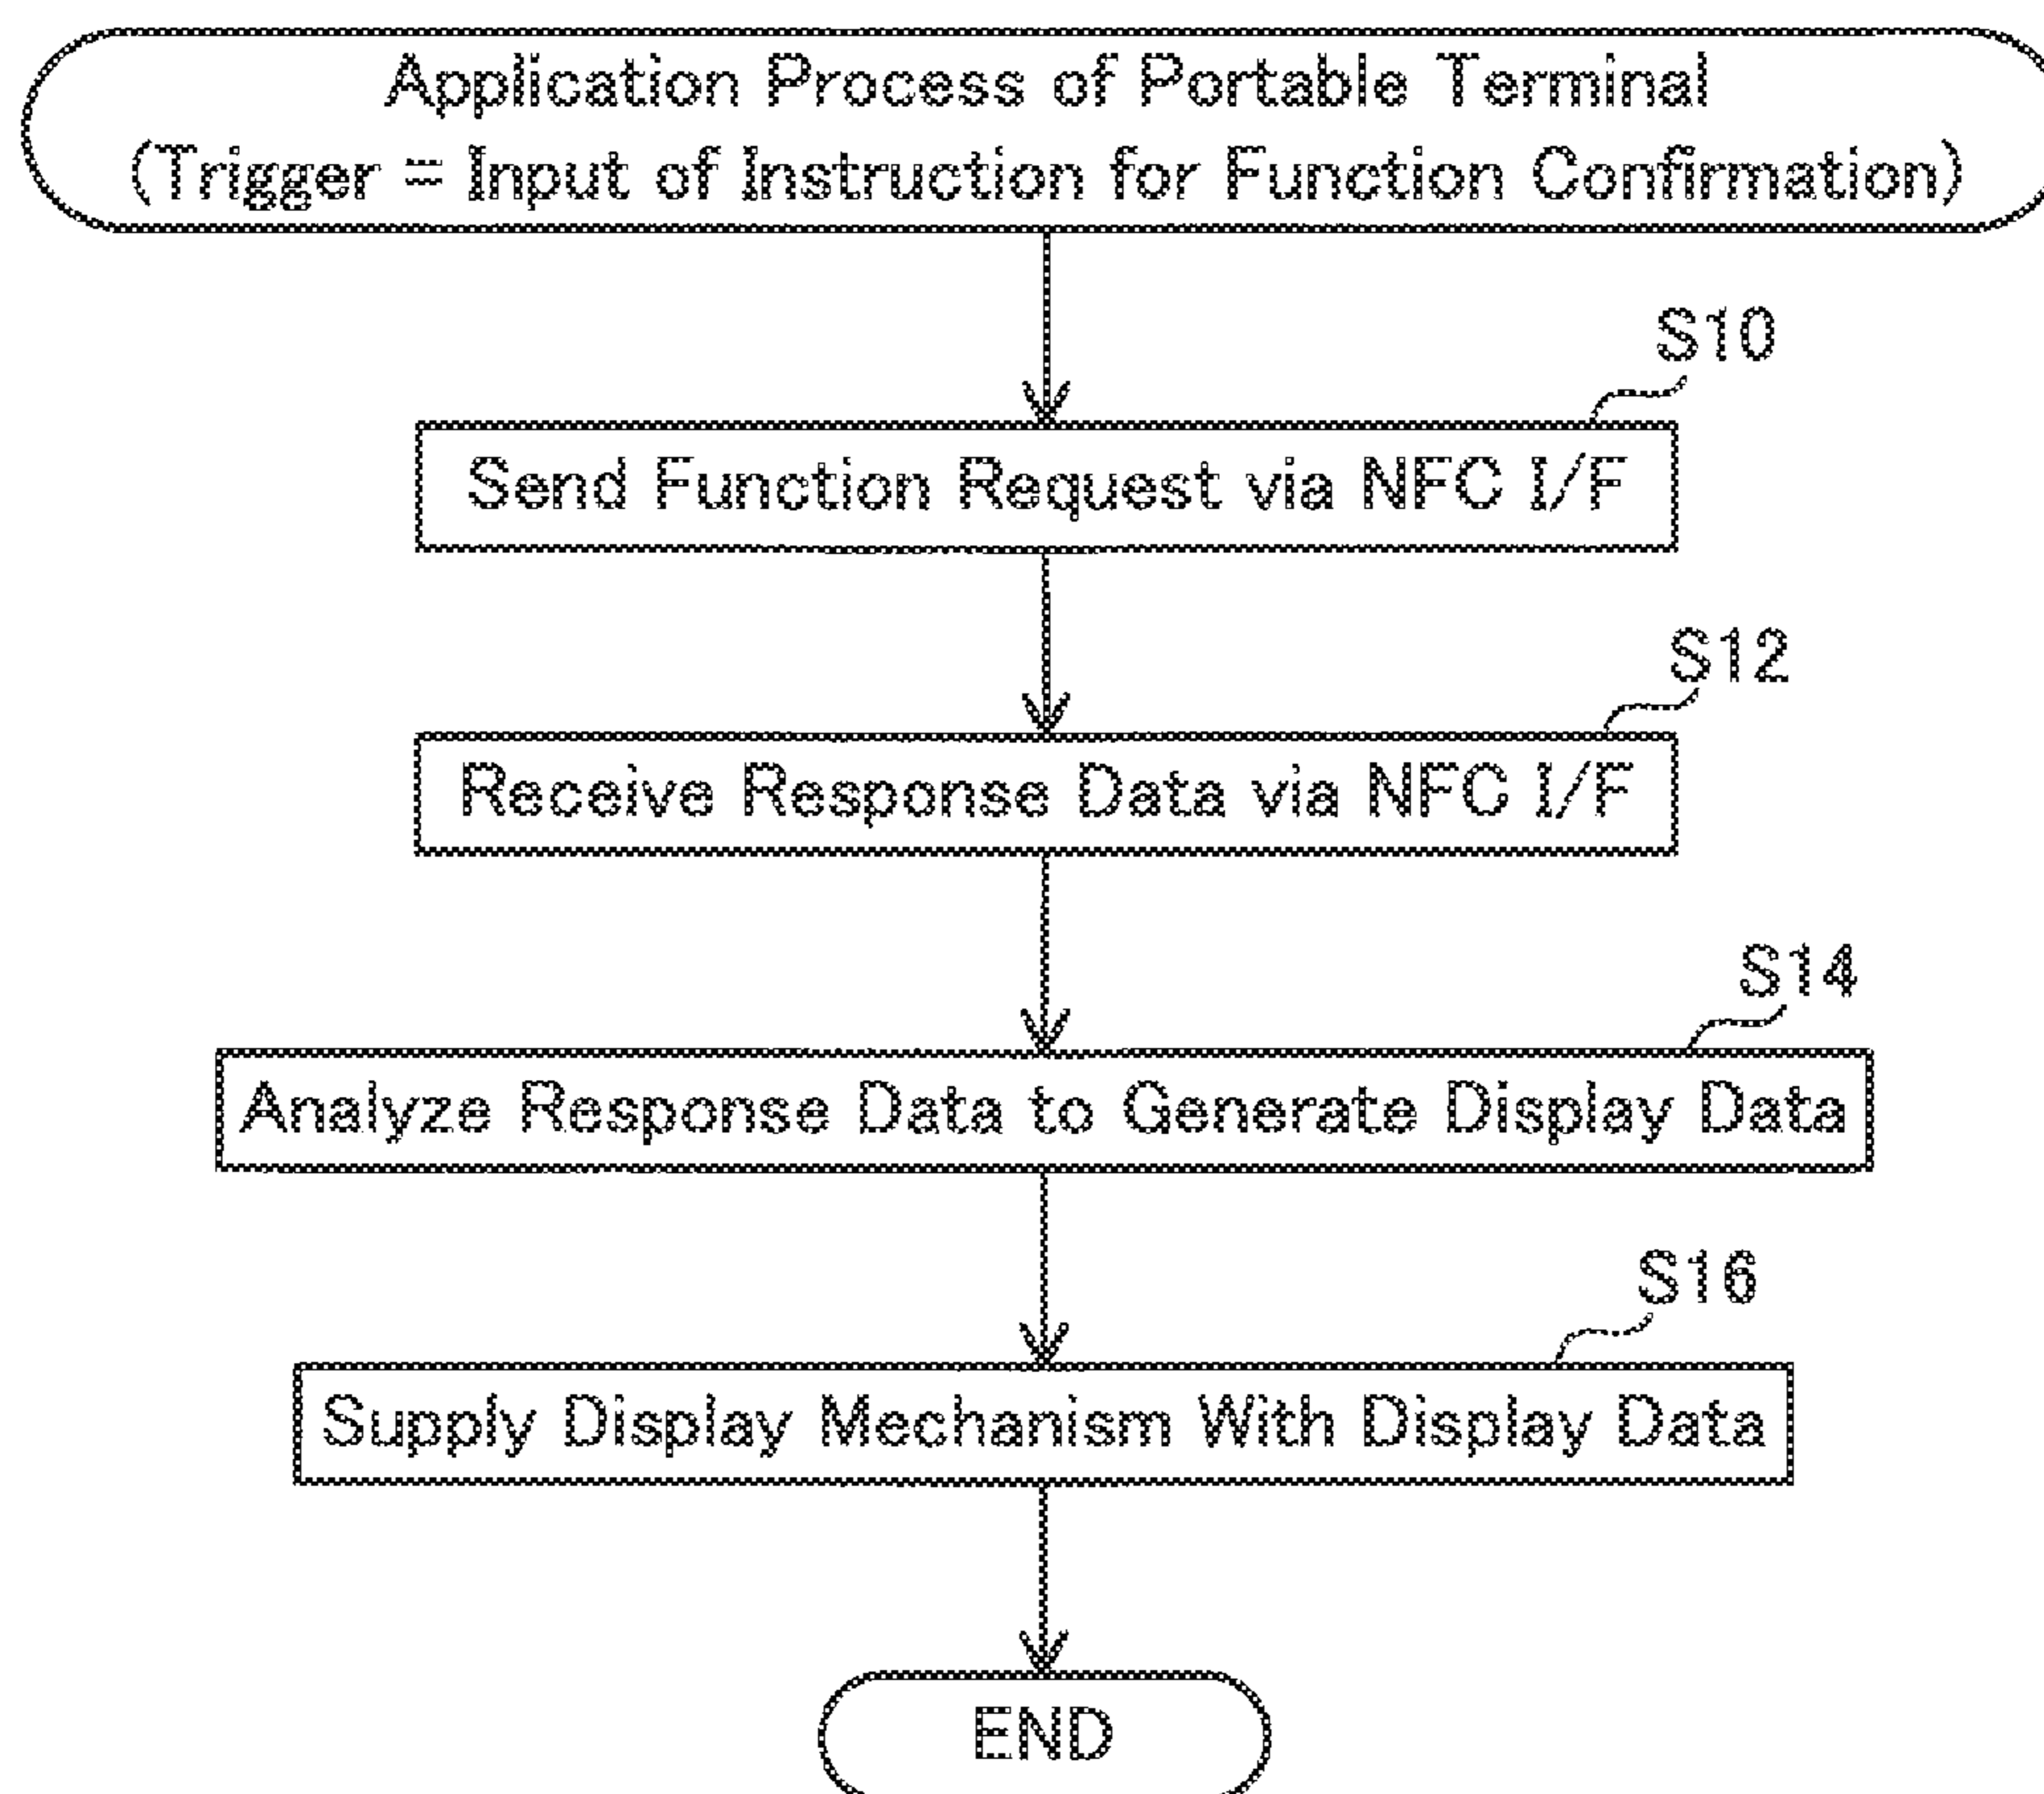 Application Process of Portable Terminal
(Trigger = Input of Instruction for Function Confirmation)
S10
Send Function Request via NFC I/F
S12
Receive Response Data via NFC I/F
S14
Analyze Response Data to Generate Display Data
S16
Supply Display Mechanism With Display Data
END